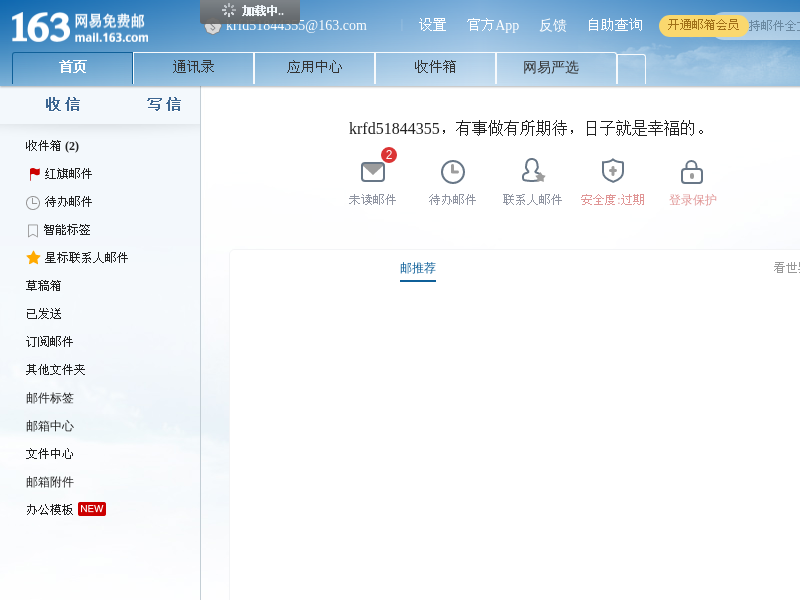 163 网易免费邮
mail.163.com
加载中..
krfd51844355@163.com
设置 官方App 反馈 自助查询 开通邮箱会员
首页 通讯录 应用中心 收件箱 网易严选
收信 写信
收件箱 (2)
红旗邮件
待办邮件
智能标签
星标联系人邮件
草稿箱
已发送
订阅邮件
其他文件夹
邮件标签
邮箱中心
文件中心
邮箱附件
办公模板 NEW
krfd51844355，有事做有所期待，日子就是幸福的。
2
未读邮件 待办邮件 联系人邮件 安全度:过期 登录保护
邮推荐 看世